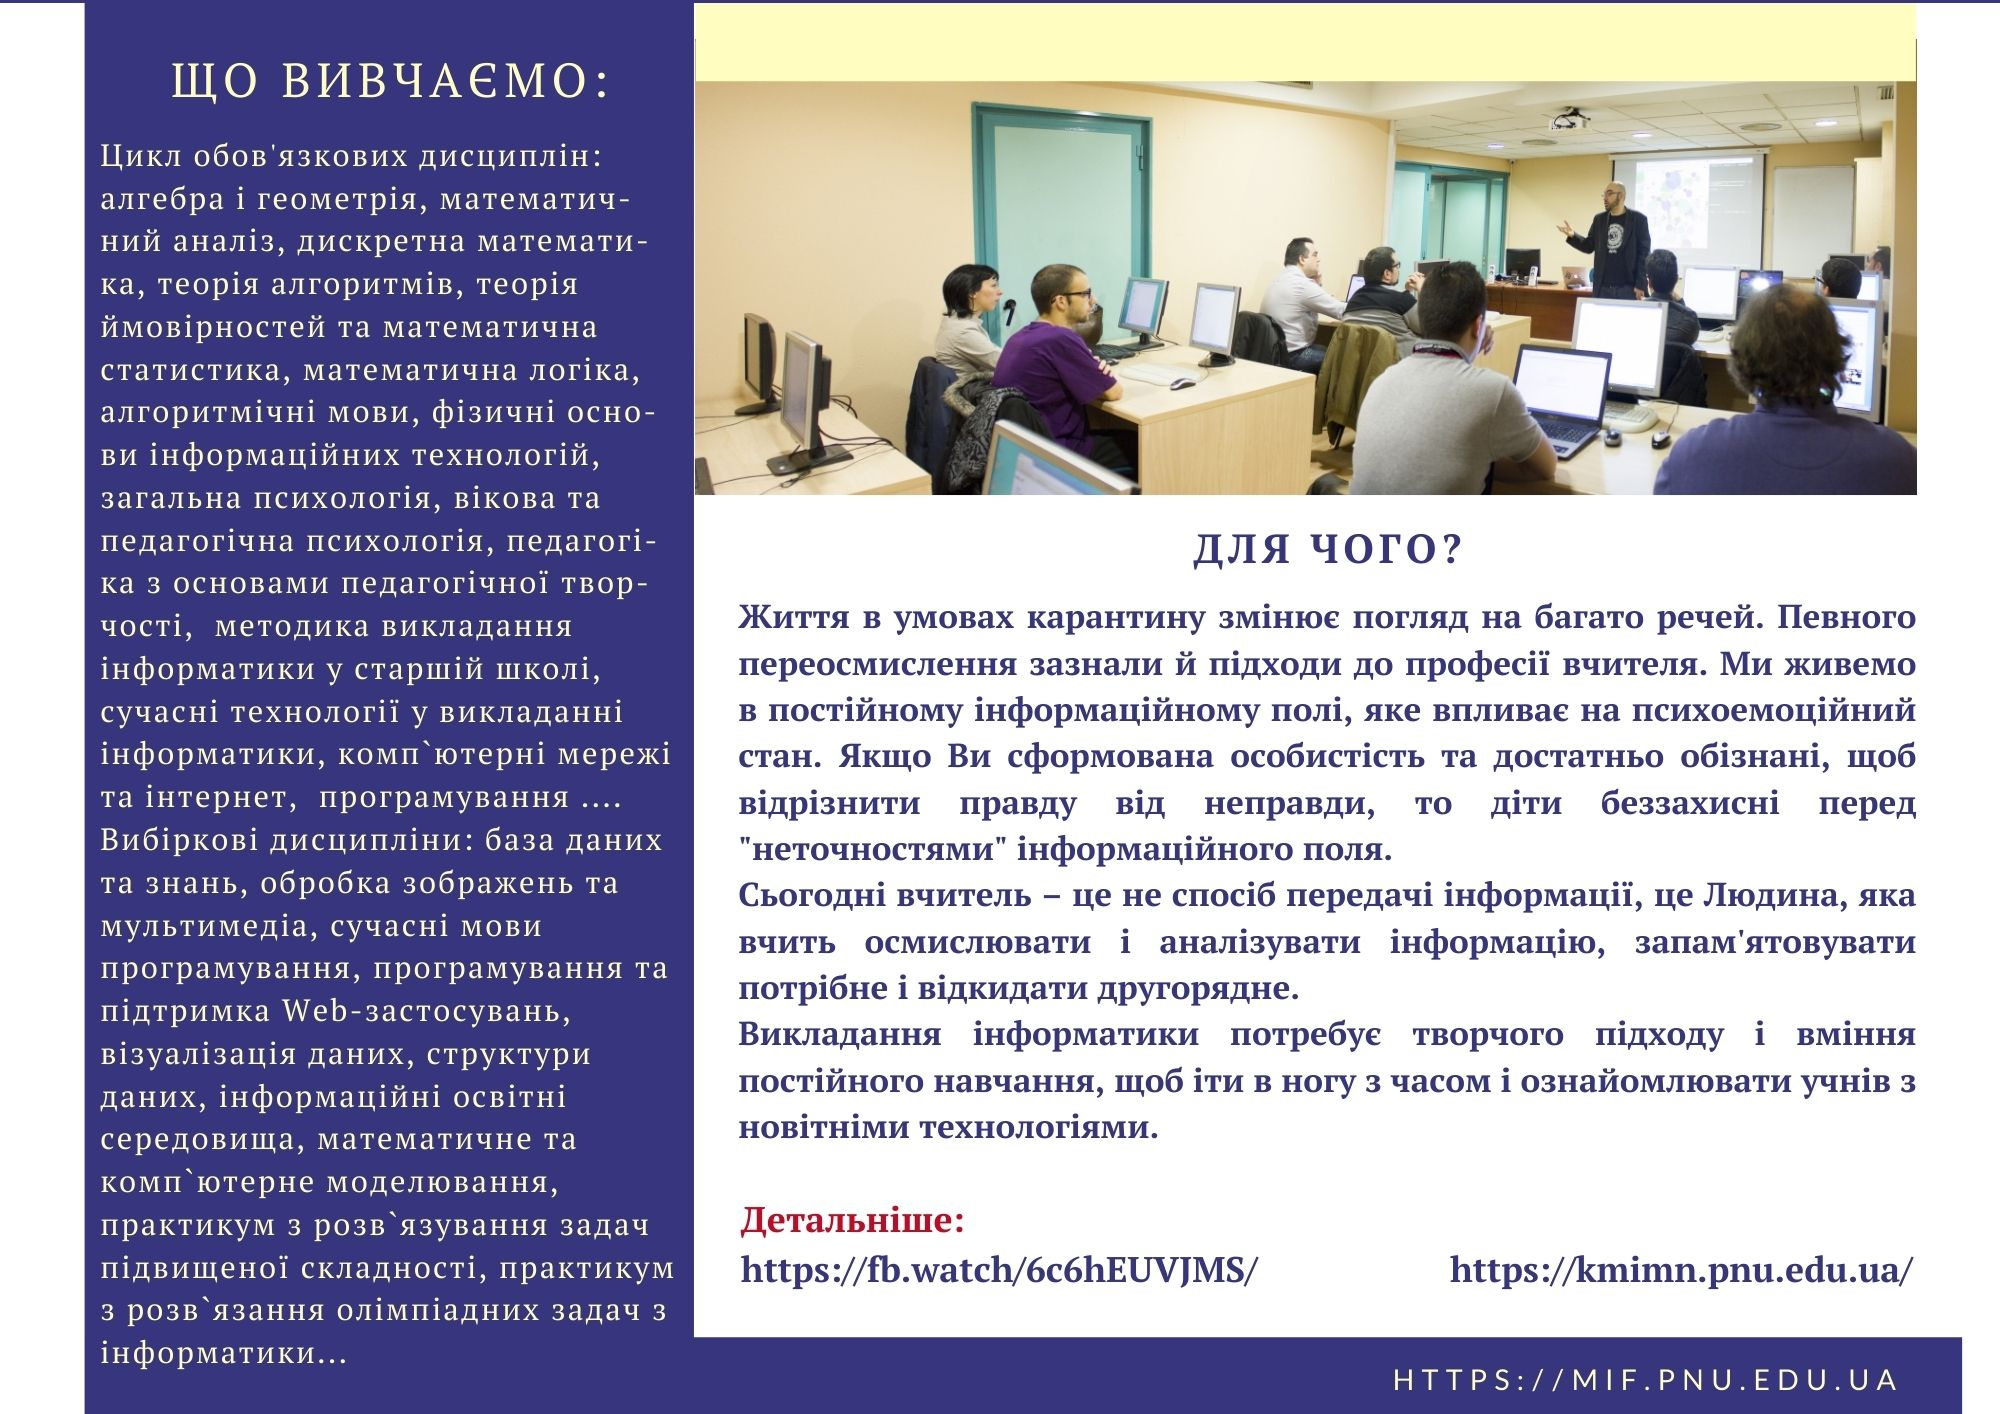 ЩО ВИВЧАЄМО:
Цикл обов'язкових дисциплін:
алгебра і геометрія, математич-
ний аналіз, дискретна математи-
ка, теорія алгоритмів, теорія
ймовірностей та математична
статистика, математична логіка,
алгоритмічні мови, фізичні осно-
ви інформаційних технологій,
загальна психологія, вікова та
педагогічна психологія, педагогі-
ка з основами педагогічної твор-
чості,  методика викладання
інформатики у старшій школі,
сучасні технології у викладанні
інформатики, комп`ютерні мережі
та інтернет,  програмування ....
Вибіркові дисципліни: база даних
та знань, обробка зображень та
мультимедіа, сучасні мови
програмування, програмування та
підтримка Web-застосувань,
візуалізація даних, структури
даних, інформаційні освітні
середовища, математичне та
комп`ютерне моделювання,
практикум з розв`язування задач
підвищеної складності, практикум
з розв`язання олімпіадних задач з
інформатики...
ДЛЯ ЧОГО?
Життя в умовах карантину змінює погляд на багато речей. Певного
переосмислення зазнали й підходи до професії вчителя. Ми живемо
в постійному інформаційному полі, яке впливає на психоемоційний
стан. Якщо Ви сформована особистість та достатньо обізнані, щоб
відрізнити правду від неправди, то діти беззахисні перед
"неточностями" інформаційного поля.
Сьогодні вчитель – це не спосіб передачі інформації, це Людина, яка
вчить осмислювати і аналізувати інформацію, запам'ятовувати
потрібне і відкидати другорядне.
Викладання інформатики потребує творчого підходу і вміння
постійного навчання, щоб іти в ногу з часом і ознайомлювати учнів з
новітніми технологіями.
Детальніше:
https://fb.watch/6c6hEUVJMS/ https://kmimn.pnu.edu.ua/
HTTPS://MIF.PNU.EDU.UA